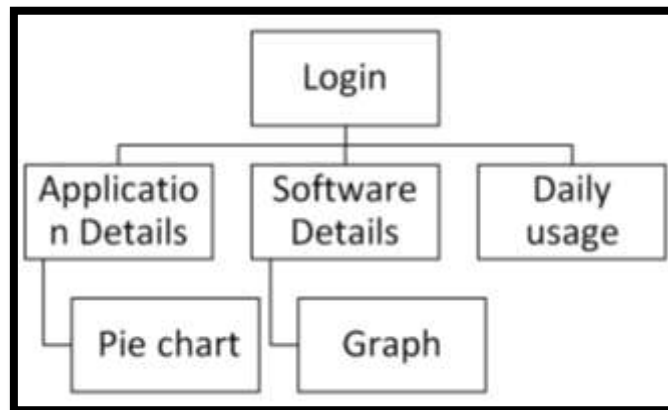 Login
Applicatio
n Details
Software
Details
Daily
usage
Pie chart
Graph